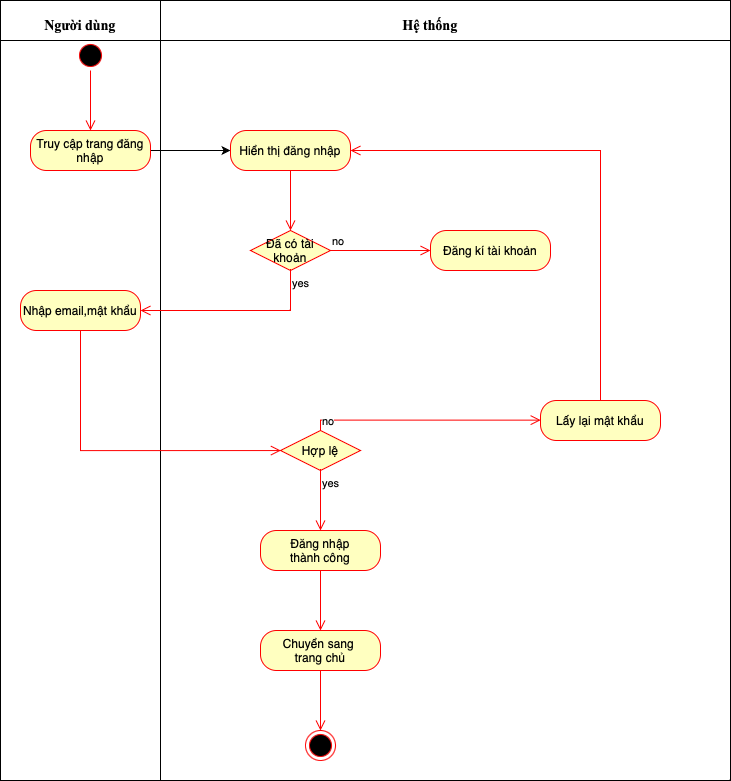 Người dùng
Hệ thống
Truy cập trang đăng
nhập
Hiển thị đăng nhập
Đã có tài
khoản
no
Đăng kí tài khoản
yes
Nhập email,mật khẩu
no
Lấy lại mật khẩu
Hợp lệ
yes
Đăng nhập
thành công
Chuyển sang
trang chủ